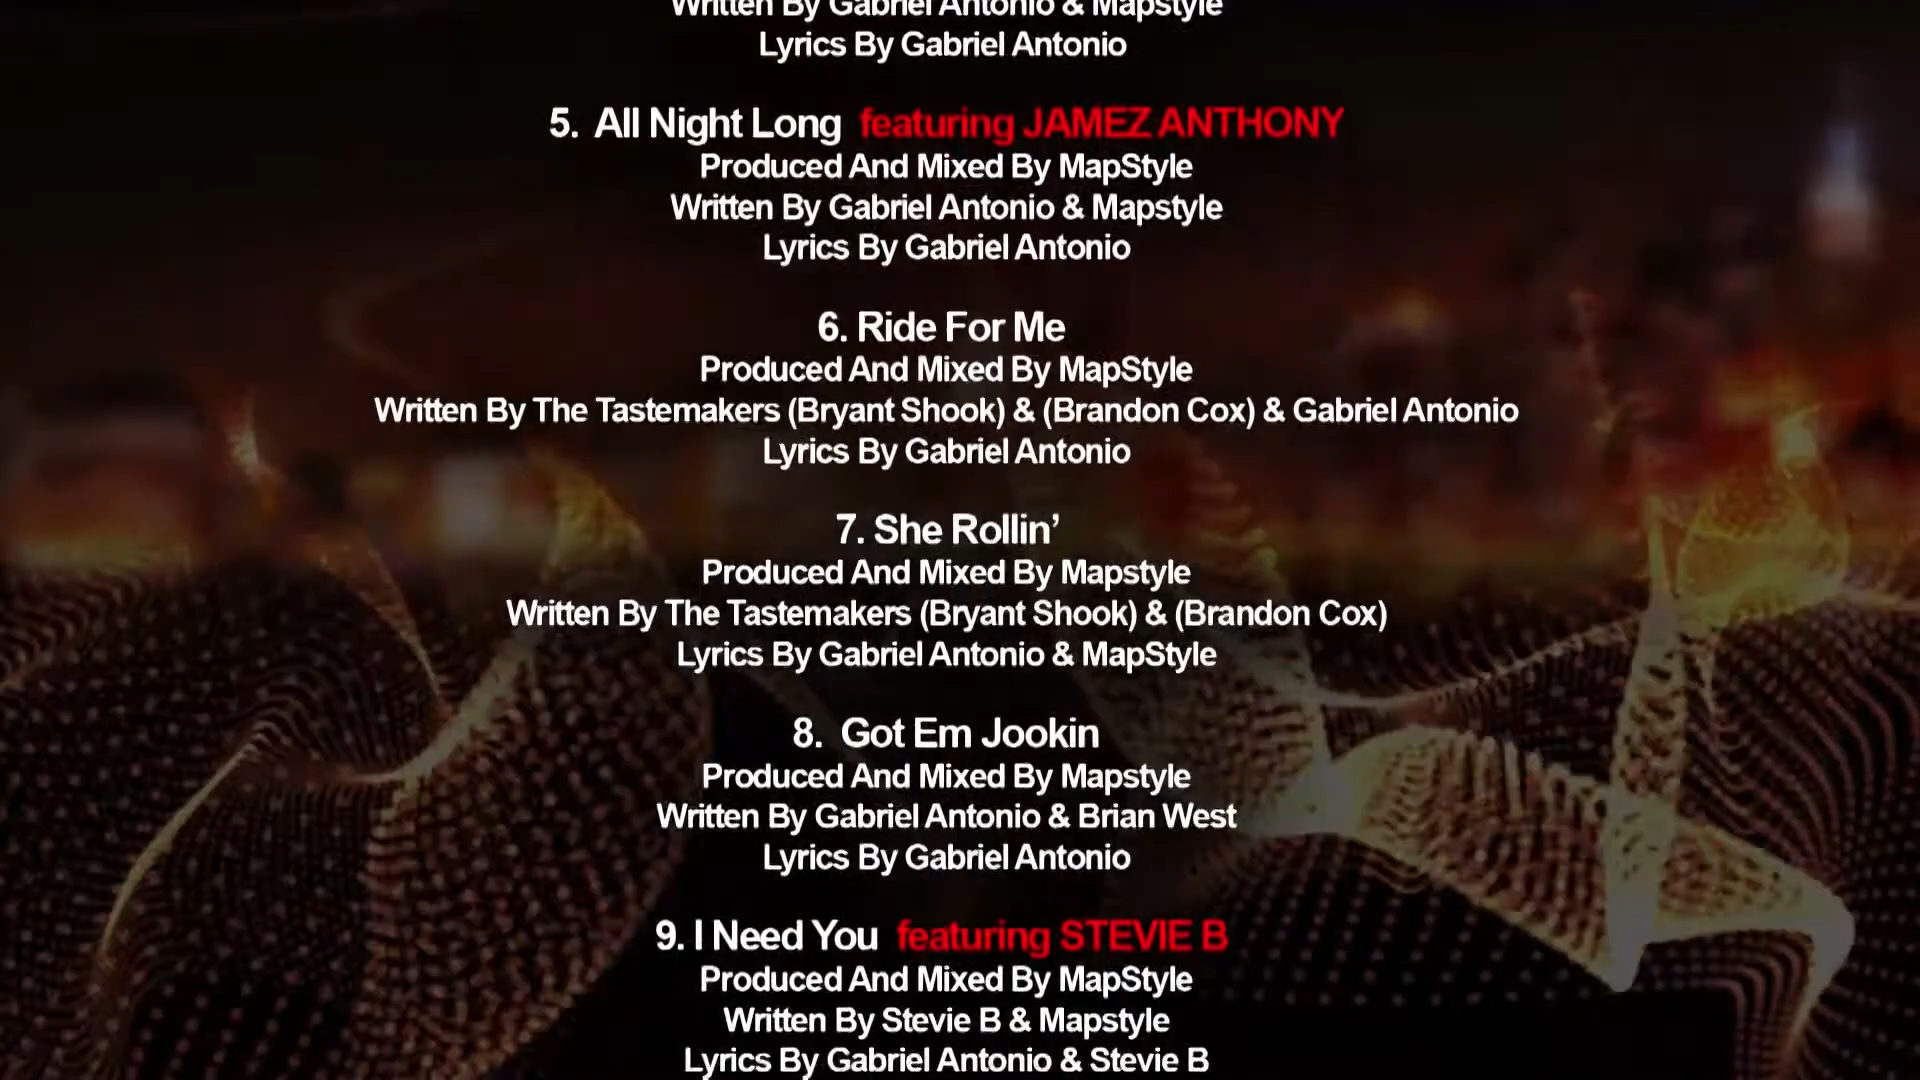 Written By Gabriel Antonio & Mapstyle
Lyrics By Gabriel Antonio
5. All Night Long featuring JAMEZ ANTHONY
Produced And Mixed By MapStyle
Written By Gabriel Antonio & Mapstyle
Lyrics By Gabriel Antonio
6. Ride For Me
Produced And Mixed By MapStyle
Written By The Tastemakers (Bryant Shook) & (Brandon Cox) & Gabriel Antonio
Lyrics By Gabriel Antonio
7. She Rollin’
Produced And Mixed By Mapstyle
Written By The Tastemakers (Bryant Shook) & (Brandon Cox)
Lyrics By Gabriel Antonio & MapStyle
8. Got Em Jookin
Produced And Mixed By Mapstyle
Written By Gabriel Antonio & Brian West
Lyrics By Gabriel Antonio
9. I Need You featuring STEVIE B
Produced And Mixed By MapStyle
Written By Stevie B & Mapstyle
Lyrics By Gabriel Antonio & Stevie B